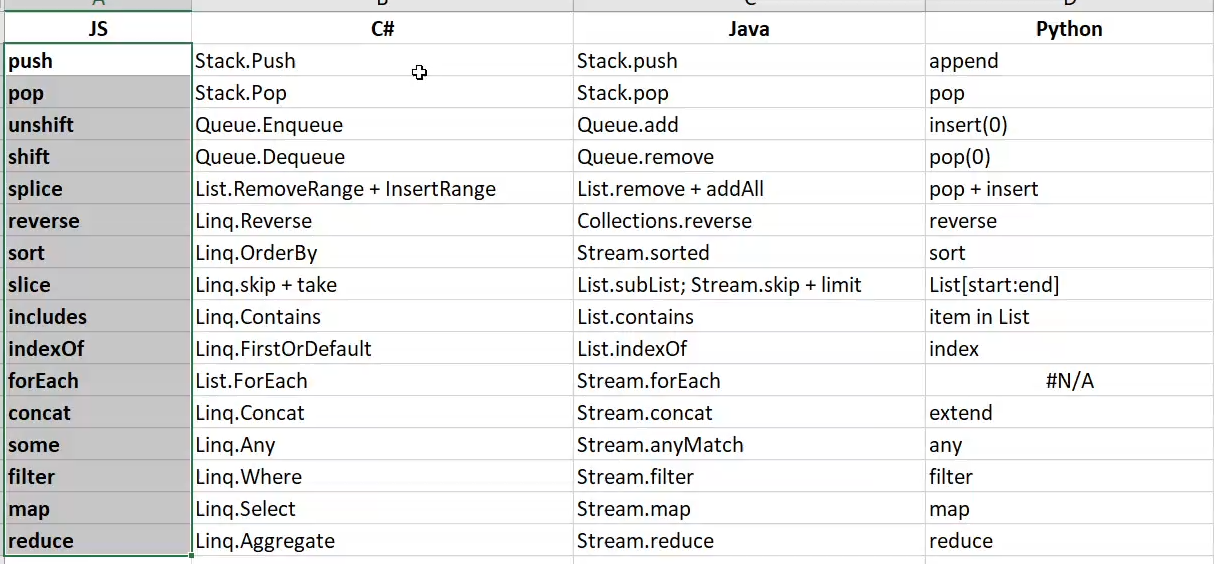 JS C# Java Python
push Stack.Push Stack.push append
pop Stack.Pop Stack.pop pop
unshift Queue.Enqueue Queue.add insert(0)
shift Queue.Dequeue Queue.remove pop(0)
splice List.RemoveRange + InsertRange List.remove + addAll pop + insert
reverse Linq.Reverse Collections.reverse reverse
sort Linq.OrderBy Stream.sorted sort
slice Linq.skip + take List.subList; Stream.skip + limit List[start:end]
includes Linq.Contains List.contains item in List
indexOf Linq.FirstOrDefault List.indexOf index
forEach List.ForEach Stream.forEach #N/A
concat Linq.Concat Stream.concat extend
some Linq.Any Stream.anyMatch any
filter Linq.Where Stream.filter filter
map Linq.Select Stream.map map
reduce Linq.Aggregate Stream.reduce reduce